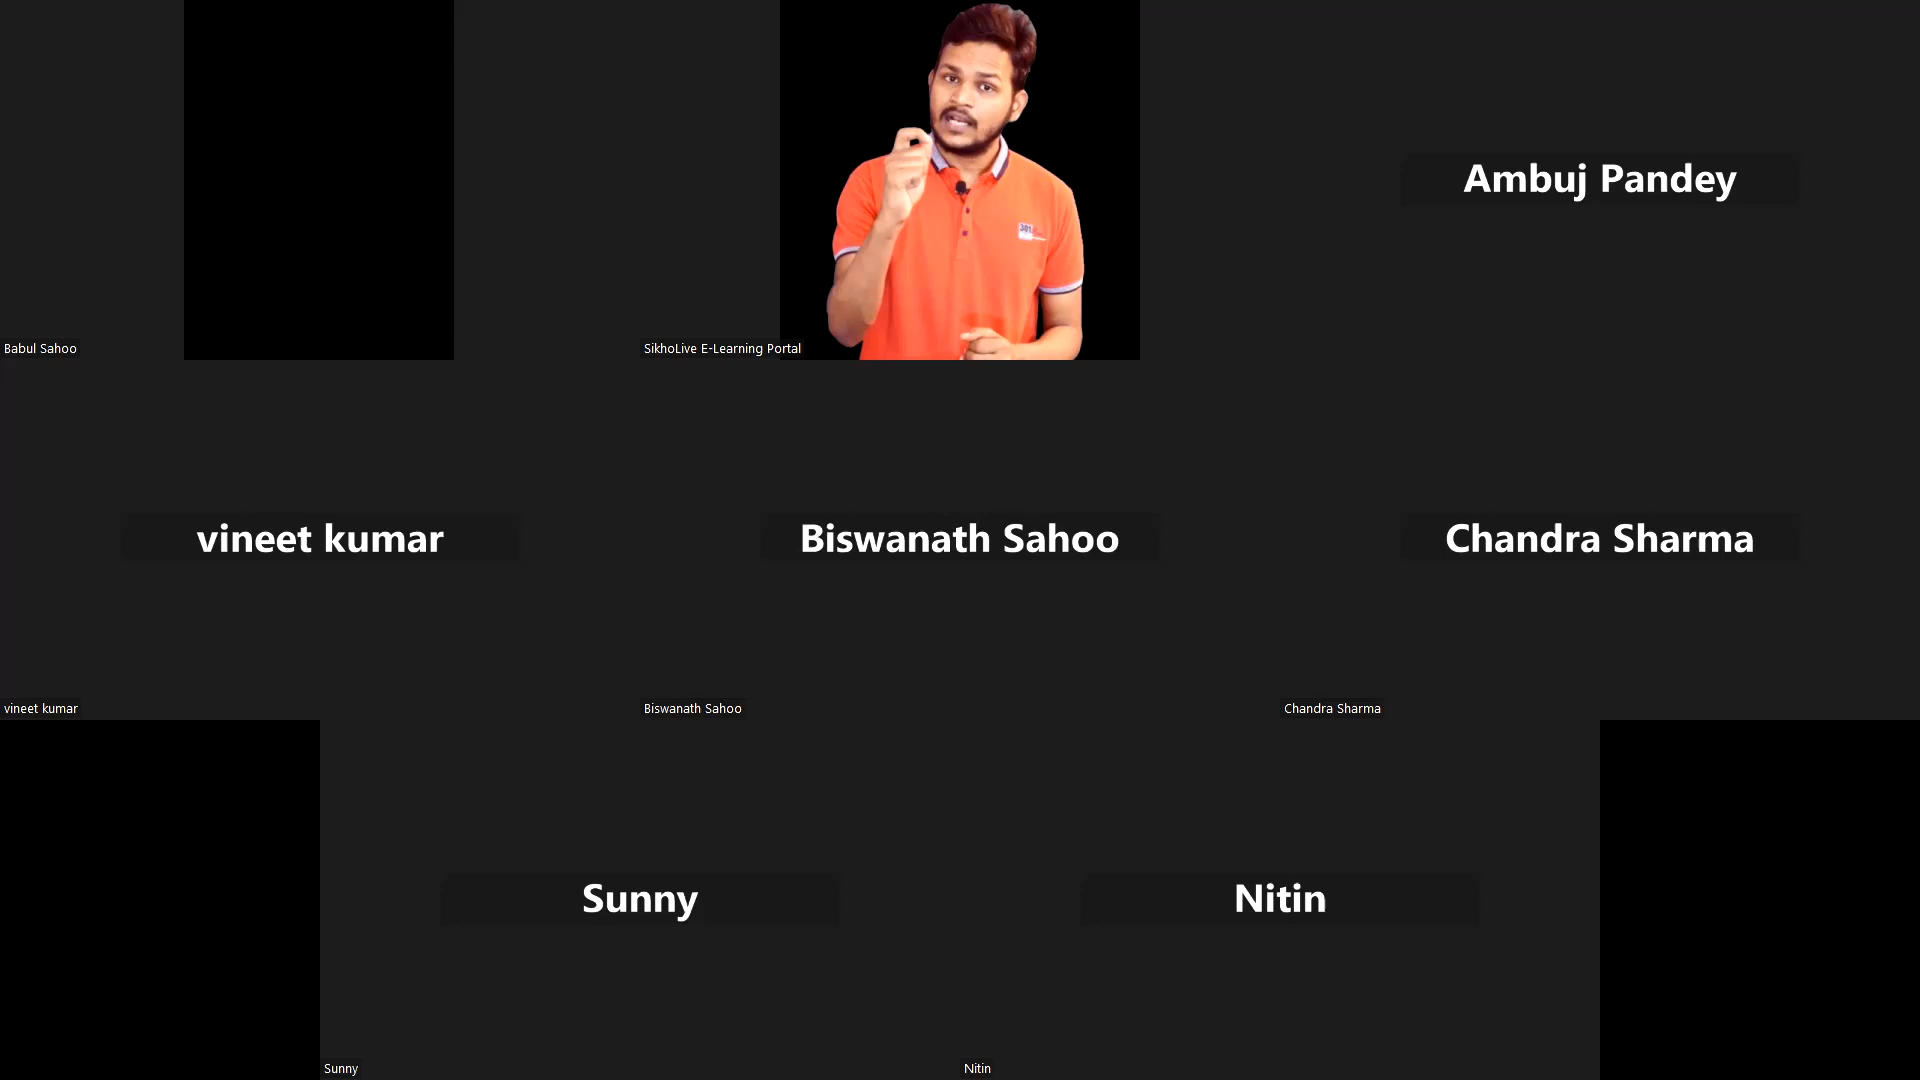 Ambuj Pandey
Babul Sahoo
SikhoLive E-Learning Portal
vineet kumar
Biswanath Sahoo
Chandra Sharma
vineet kumar
Biswanath Sahoo
Chandra Sharma
Sunny
Nitin
Sunny
Nitin